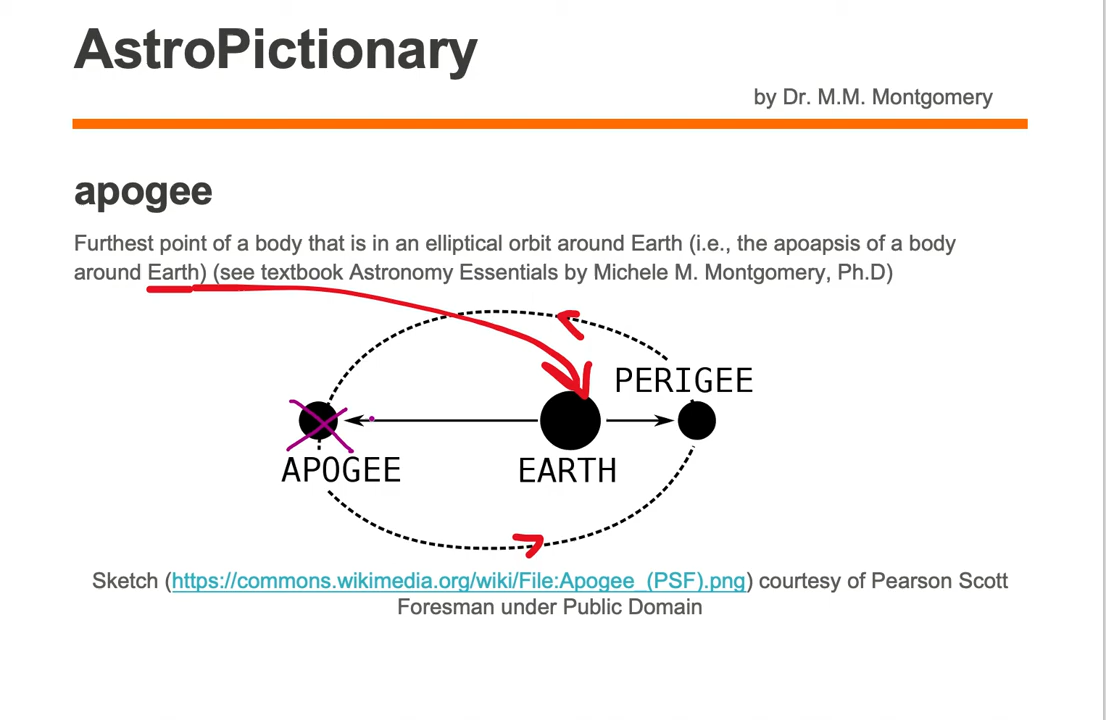 AstroPictionary
by Dr. M.M. Montgomery
apogee
Furthest point of a body that is in an elliptical orbit around Earth (i.e., the apoapsis of a body
around Earth) (see textbook Astronomy Essentials by Michele M. Montgomery, Ph.D)
PERIGEE
APOGEE
EARTH
Sketch (https://commons.wikimedia.org/wiki/File:Apogee_(PSF).png) courtesy of Pearson Scott
Foresman under Public Domain